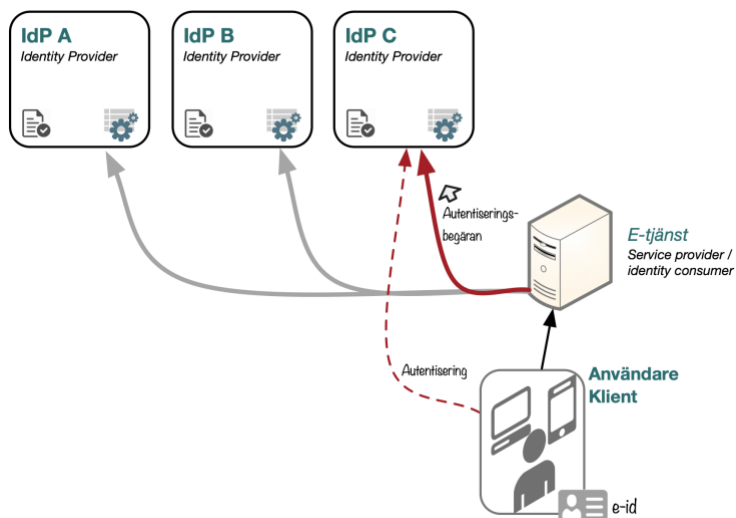 IdP A
Identity Provider
IdP B
Identity Provider
IdP C
Identity Provider
Autentiserings-
begäran
E-tjänst
Service provider /
identity consumer
Autentisering
Användare
Klient
e-id